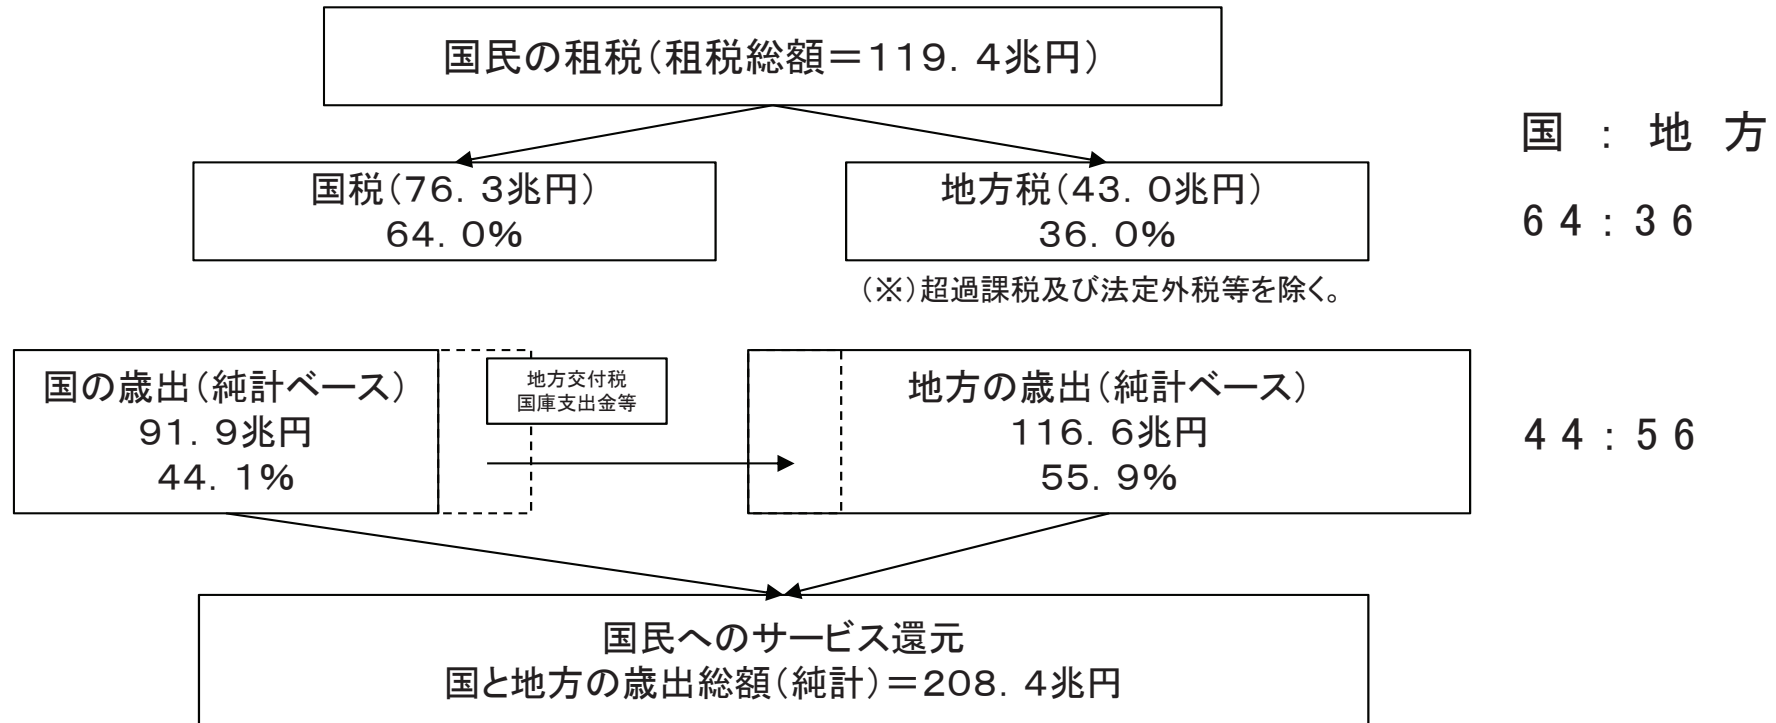 国民の租税(租税総額=119.4兆円)
国 : 地 方
国税(76.3兆円)
64.0%
地方税(43.0兆円)
36.0%
64:36
(※)超過課税及び法定外税等を除く。
国の歳出(純計ベース)
91.9兆円
44.1%
地方交付税
国庫支出金等
地方の歳出(純計ベース)
116.6兆円
55.9%
44:56
国民へのサービス還元
国と地方の歳出総額(純計)=208.4兆円